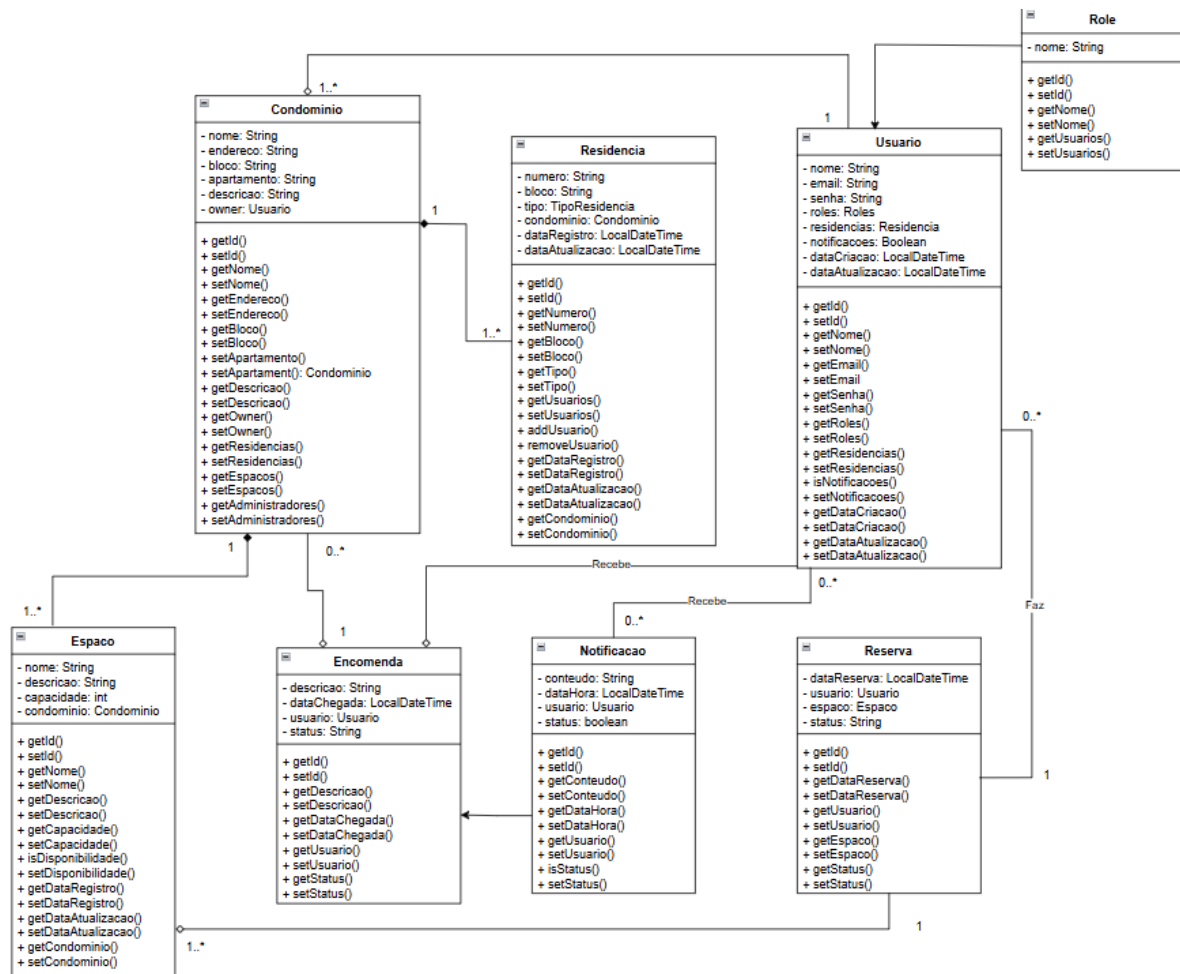 Role
- nome: String
+ getId()
+ setId()
+ getNome()
+ setNome()
+ getUsuarios()
+ setUsuarios()
1..*
1
Condominio
- nome: String
- endereco: String
- bloco: String
- apartamento: String
- descricao: String
- owner: Usuario
+ getId()
+ setId()
+ getNome()
+ setNome()
+ getEndereco()
+ setEndereco()
+ getBloco()
+ setBloco()
+ setApartamento()
+ setApartament(): Condominio
+ getDescricao()
+ setDescricao()
+ getOwner()
+ setOwner()
+ getResidencias()
+ setResidencias()
+ getEspacos()
+ setEspacos()
+ getAdministradores()
+ setAdministradores()
1
1..*
Residencia
- numero: String
- bloco: String
- tipo: TipoResidencia
- condominio: Condominio
- dataRegistro: LocalDateTime
- dataAtualizacao: LocalDateTime
+ getId()
+ setId()
+ getNumero()
+ setNumero()
+ getBloco()
+ setBloco()
+ getTipo()
+ setTipo()
+ getUsuarios()
+ setUsuarios()
+ addUsuario()
+ removeUsuario()
+ getDataRegistro()
+ setDataRegistro()
+ getDataAtualizacao()
+ setDataAtualizacao()
+ getCondominio()
+ setCondominio()
Usuario
- nome: String
- email: String
- senha: String
- roles: Roles
- residencias: Residencia
- notificacoes: Boolean
- dataCriacao: LocalDateTime
- dataAtualizacao: LocalDateTime
+ getId()
+ setId()
+ getNome()
+ setNome()
+ getEmail()
+ setEmail
+ getSenha()
+ setSenha()
+ getRoles()
+ setRoles()
+ getResidencias()
+ setResidencias()
+ isNotificacoes()
+ setNotificacoes()
+ getDataCriacao()
+ setDataCriacao()
+ getDataAtualizacao()
+ setDataAtualizacao()
0..*
1
0..*
Recebe
0..*
Recebe
Faz
1..*
1
0..*
Espaco
- nome: String
- descricao: String
- capacidade: int
- condominio: Condominio
+ getId()
+ setId()
+ getNome()
+ setNome()
+ getDescricao()
+ setDescricao()
+ getCapacidade()
+ setCapacidade()
+ isDisponibilidade()
+ setDisponibilidade()
+ getDataRegistro()
+ setDataRegistro()
+ getDataAtualizacao()
+ setDataAtualizacao()
+ getCondominio()
+ setCondominio()
Encomenda
- descricao: String
- dataChegada: LocalDateTime
- usuario: Usuario
- status: String
+ getId()
+ setId()
+ getDescricao()
+ setDescricao()
+ getDataChegada()
+ setDataChegada()
+ getUsuario()
+ setUsuario()
+ getStatus()
+ setStatus()
Notificacao
- conteudo: String
- dataHora: LocalDateTime
- usuario: Usuario
- status: boolean
+ getId()
+ setId()
+ getConteudo()
+ setConteudo()
+ getDataHora()
+ setDataHora()
+ getUsuario()
+ setUsuario()
+ isStatus()
+ setStatus()
Reserva
- dataReserva: LocalDateTime
- usuario: Usuario
- espaco: Espaco
- status: String
+ getId()
+ setId()
+ getDataReserva()
+ setDataReserva()
+ getUsuario()
+ setUsuario()
+ getEspaco()
+ setEspaco()
+ getStatus()
+ setStatus()
1
1..*
1